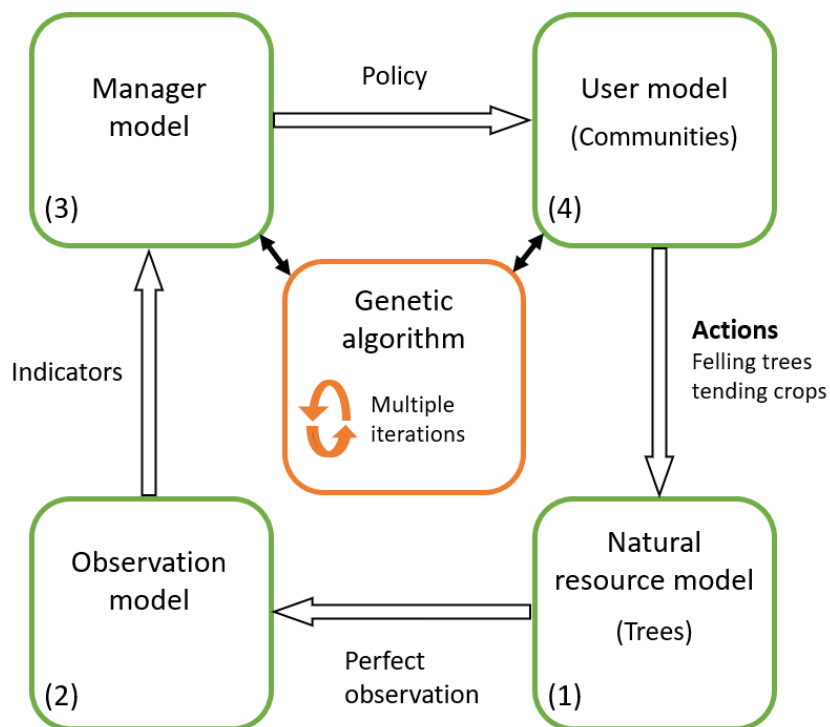 Manager
model
(3)
Policy
User model
(Communities)
(4)
Genetic
algorithm
Multiple
iterations
Indicators
Actions
Felling trees
tending crops
Observation
model
(2)
Perfect
observation
Natural
resource model
(Trees)
(1)